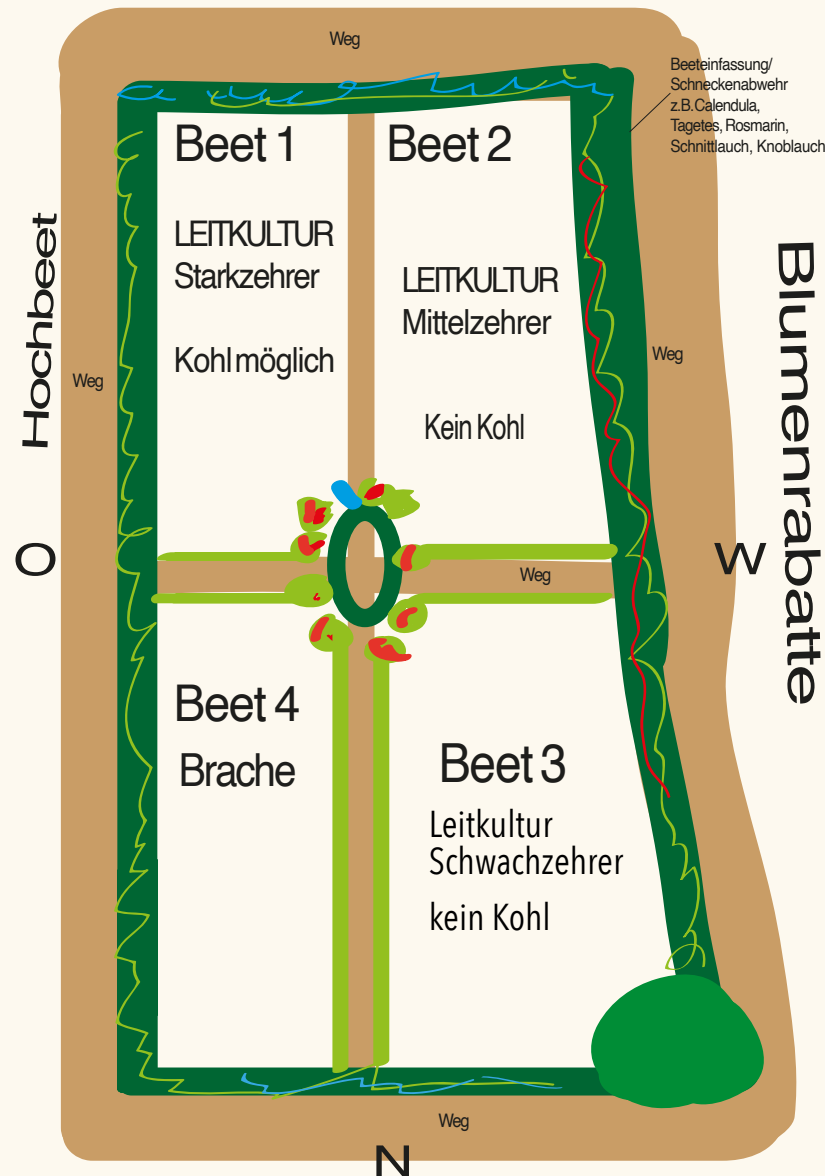 Weg
Beeteinfassung/
Schneckenabwehr
z.B.Calendula,
Tagetes, Rosmarin,
Schnittlauch, Knoblauch
Beet 1
LEITKULTUR
Starkzehrer
Kohl möglich
Beet 2
LEITKULTUR
Mittelzehrer
Kein Kohl
Hochbeet
Weg
Weg
Blumenrabatte
O
Weg
W
Beet 4
Brache
Beet 3
Leitkultur
Schwachzehrer
kein Kohl
Weg
N